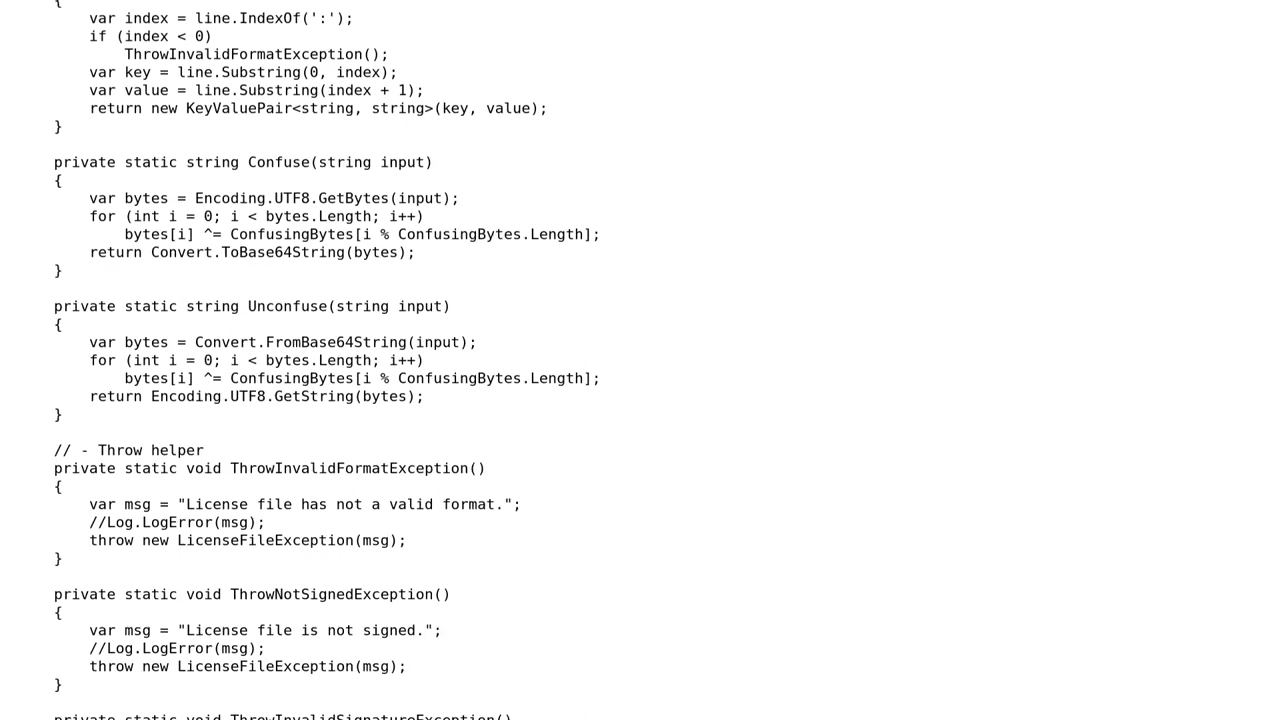 {
var index = line.IndexOf(':');
if (index < 0)
ThrowInvalidFormatException();
var key = line.Substring(0, index);
var value = line.Substring(index + 1);
return new KeyValuePair<string, string>(key, value);
}
private static string Confuse(string input)
{
var bytes = Encoding.UTF8.GetBytes(input);
for (int i = 0; i < bytes.Length; i++)
bytes[i] ^= ConfusingBytes[i % ConfusingBytes.Length];
return Convert.ToBase64String(bytes);
}
private static string Unconfuse(string input)
{
var bytes = Convert.FromBase64String(input);
for (int i = 0; i < bytes.Length; i++)
bytes[i] ^= ConfusingBytes[i % ConfusingBytes.Length];
return Encoding.UTF8.GetString(bytes);
}
// - Throw helper
private static void ThrowInvalidFormatException()
{
var msg = "License file has not a valid format.";
//Log.LogError(msg);
throw new LicenseFileException(msg);
}
private static void ThrowNotSignedException()
{
var msg = "License file is not signed.";
//Log.LogError(msg);
throw new LicenseFileException(msg);
}
private static void ThrowInvalidSignatureException()